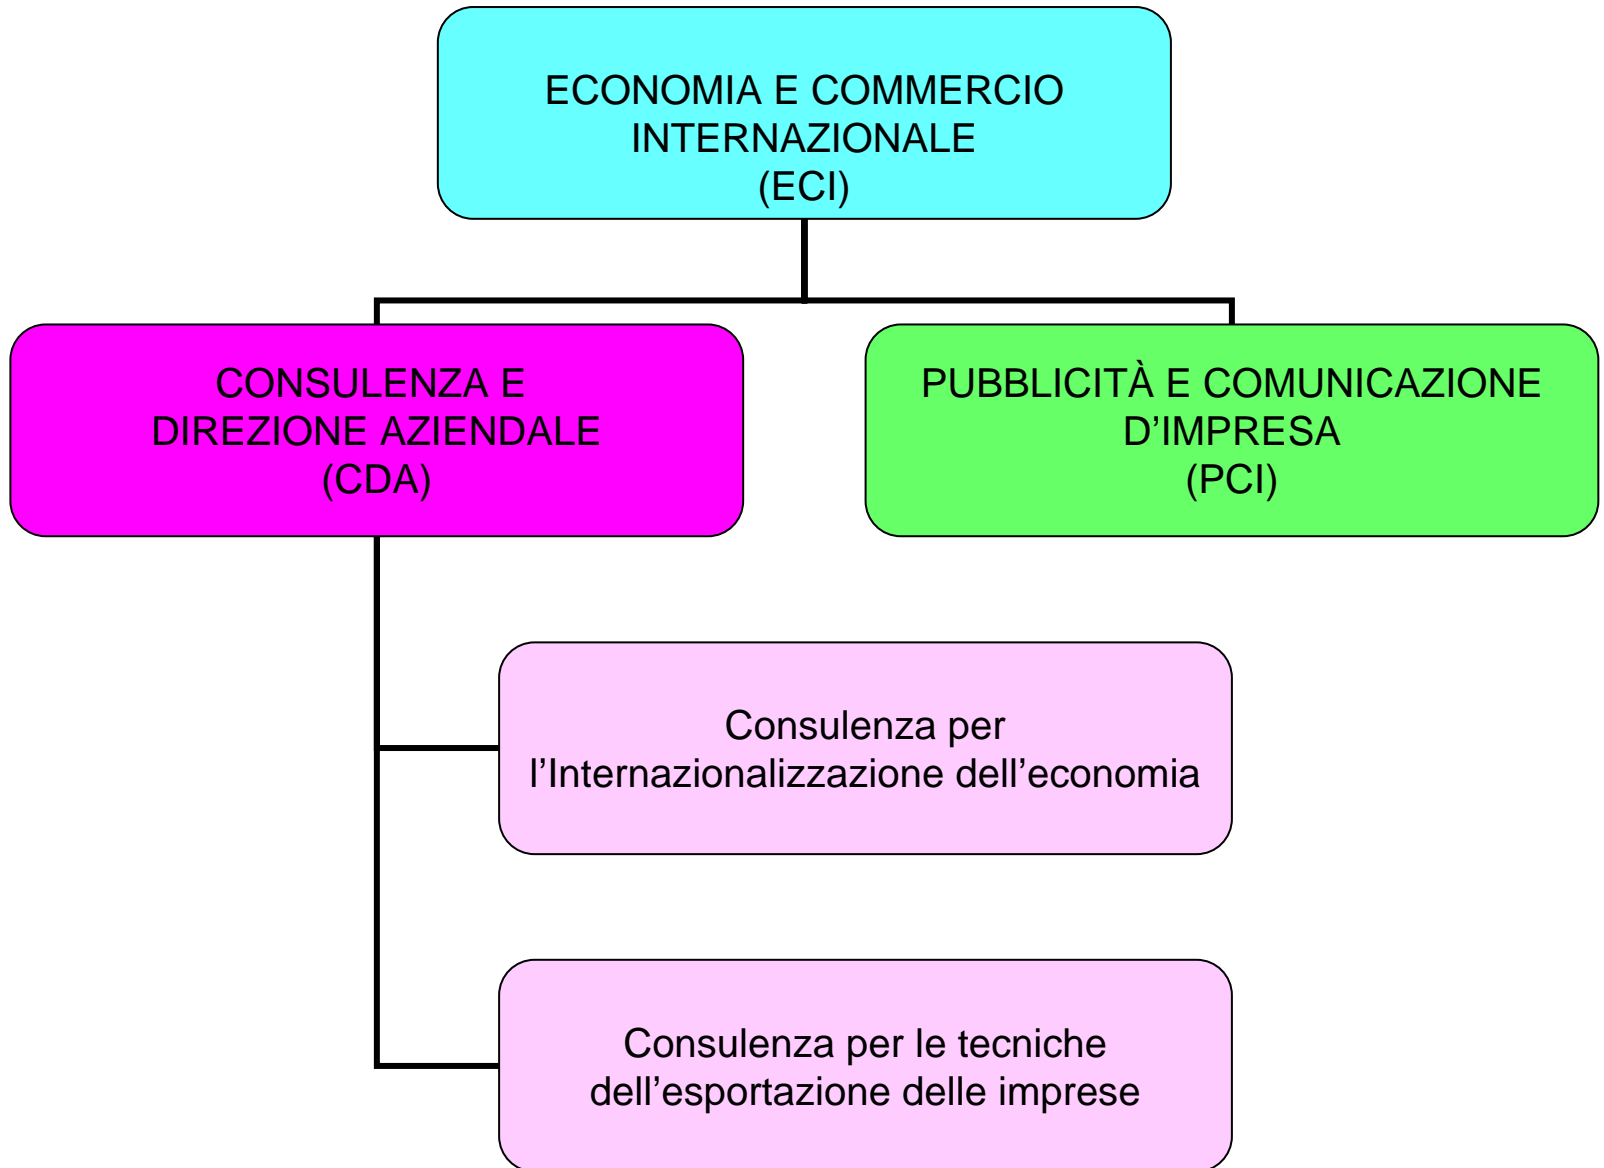 ECONOMIA E COMMERCIO
INTERNAZIONALE
(ECI)
CONSULENZA E
DIREZIONE AZIENDALE
(CDA)
PUBBLICITÀ E COMUNICAZIONE
D’IMPRESA
(PCI)
Consulenza per
l’Internazionalizzazione dell’economia
Consulenza per le tecniche
dell’esportazione delle imprese